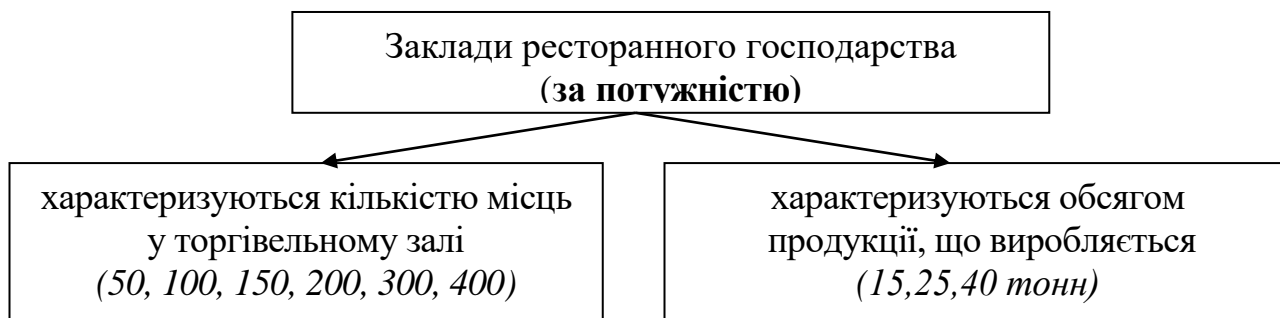 Заклади ресторанного господарства
(за потужністю)
характеризуються кількістю місць
у торгівельному залі
(50, 100, 150, 200, 300, 400)
характеризуються обсягом
продукції, що виробляється
(15,25,40 тонн)